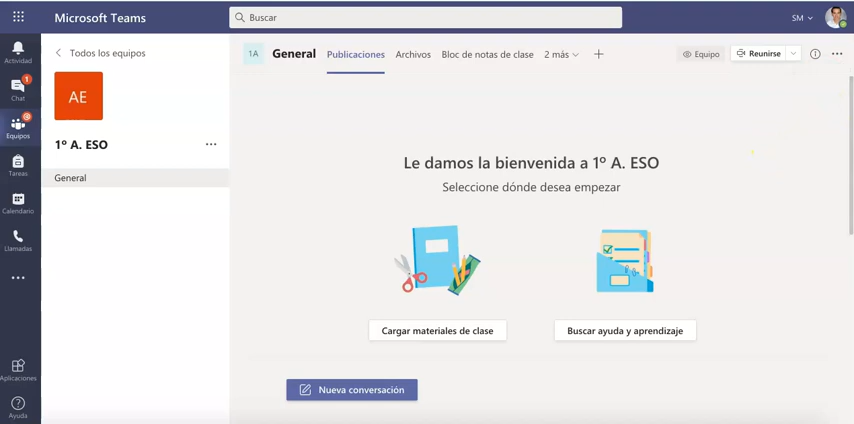 Microsoft Teams
Buscar
SM
Actividad
Chat
1
Equipos
Tareas
Calendario
Llamadas
Aplicaciones
Ayuda
Todos los equipos
AE
1º A. ESO
General
1A
General
Publicaciones
Archivos
Bloc de notas de clase
2 más
Equipo
Reunirse
Le damos la bienvenida a 1º A. ESO
Seleccione dónde desea empezar
Cargar materiales de clase
Buscar ayuda y aprendizaje
Nueva conversación